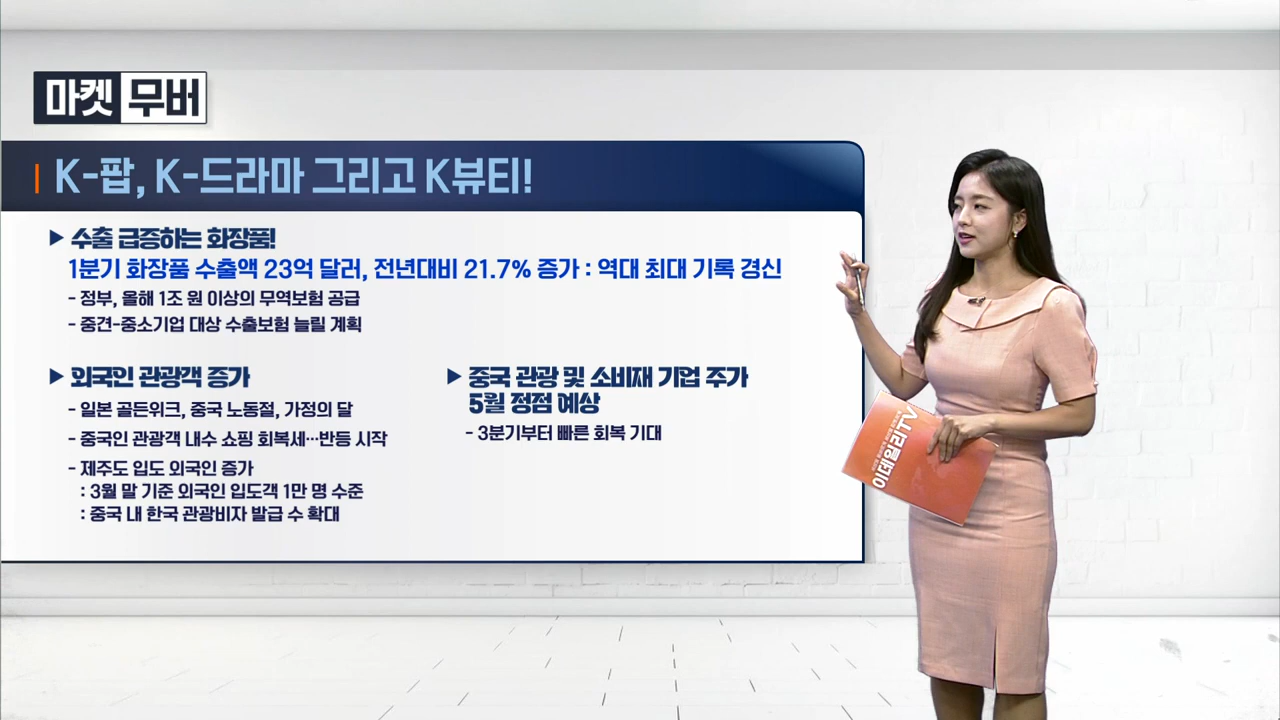 마켓 무버
K-팝, K-드라마 그리고 K뷰티!
▶ 수출 급증하는 화장품!
1분기 화장품 수출액 23억 달러, 전년대비 21.7% 증가 : 역대 최대 기록 경신
- 정부, 올해 1조 원 이상의 무역보험 공급
- 중견-중소기업 대상 수출보험 늘릴 계획
▶ 외국인 관광객 증가
- 일본 골든위크, 중국 노동절, 가정의 달
- 중국인 관광객 내수 쇼핑 회복세…반등 시작
- 제주도 입도 외국인 증가
: 3월 말 기준 외국인 입도객 1만 명 수준
: 중국 내 한국 관광비자 발급 수 확대
▶ 중국 관광 및 소비재 기업 주가
5월 정점 예상
- 3분기부터 빠른 회복 기대
이데일리TV